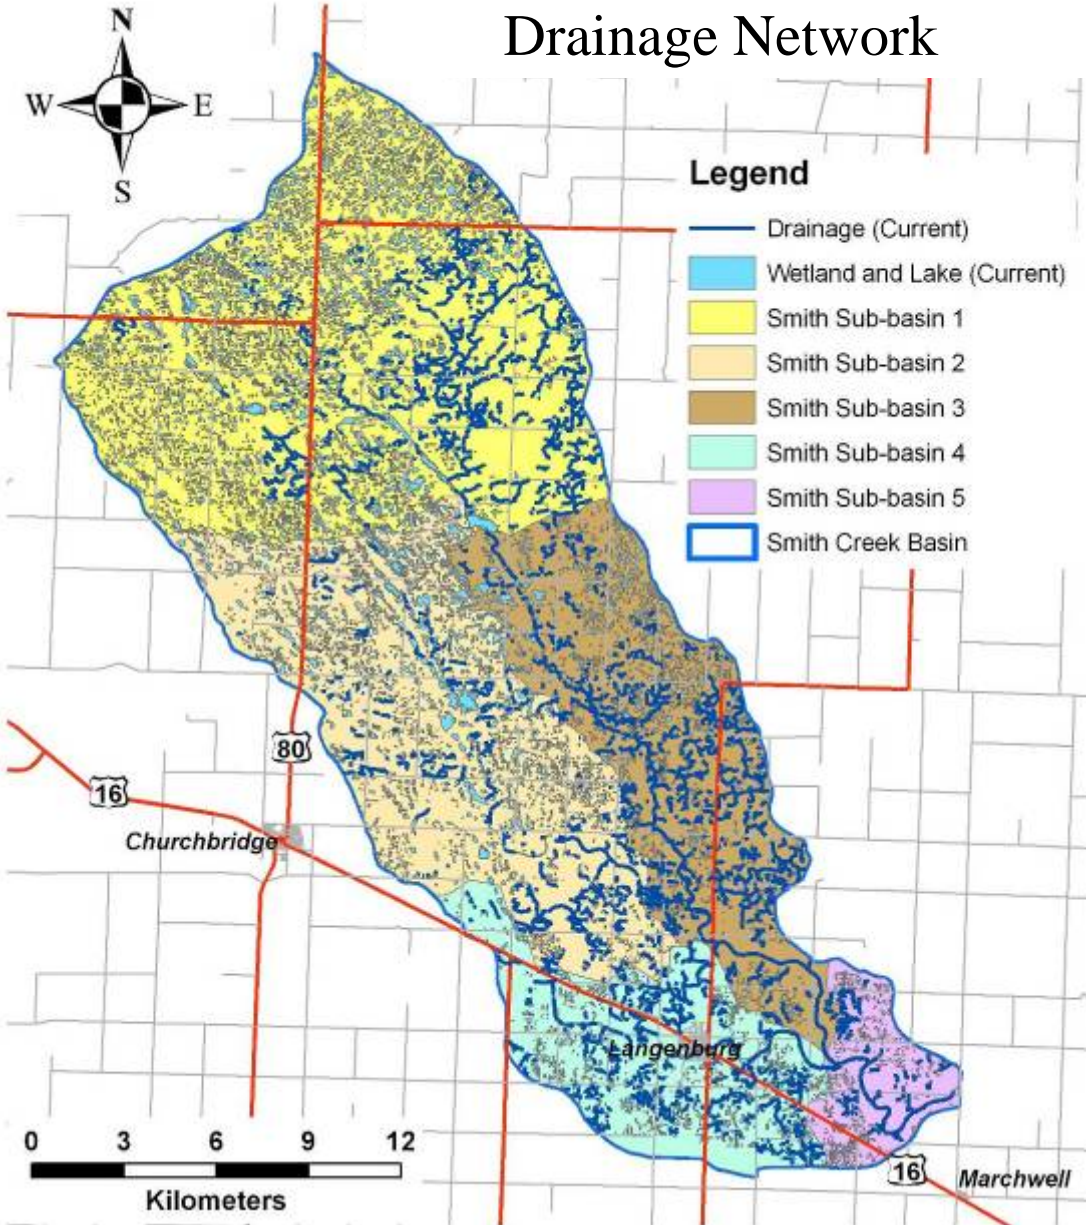 Drainage Network
N
W E
S
Legend
Drainage (Current)
Wetland and Lake (Current)
Smith Sub-basin 1
Smith Sub-basin 2
Smith Sub-basin 3
Smith Sub-basin 4
Smith Sub-basin 5
Smith Creek Basin
80
16
Churchbridge
Langenburg
16
Marchwell
0 3 6 9 12
Kilometers